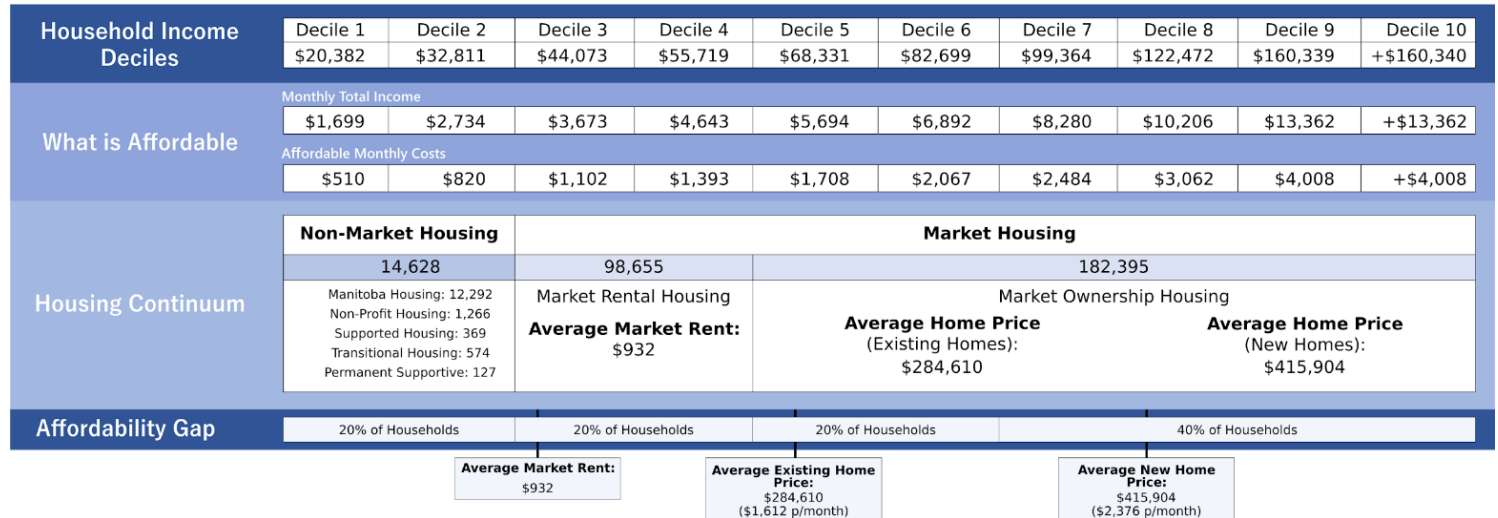 Household Income
Deciles
Decile 1 Decile 2 Decile 3 Decile 4 Decile 5 Decile 6 Decile 7 Decile 8 Decile 9 Decile 10
$20,382 $32,811 $44,073 $55,719 $68,331 $82,699 $99,364 $122,472 $160,339 +$160,340
What is Affordable
Monthly Total Income
$1,699 $2,734 $3,673 $4,643 $5,694 $6,892 $8,280 $10,206 $13,362 +$13,362
Affordable Monthly Costs
$510 $820 $1,102 $1,393 $1,708 $2,067 $2,484 $3,062 $4,008 +$4,008
Housing Continuum
Non-Market Housing Market Housing
14,628 98,655 182,395
Manitoba Housing: 12,292
Non-Profit Housing: 1,266
Supported Housing: 369
Transitional Housing: 574
Permanent Supportive: 127
Market Rental Housing
Average Market Rent:
$932
Market Ownership Housing
Average Home Price
(Existing Homes):
$284,610
Average Home Price
(New Homes):
$415,904
Affordability Gap
20% of Households 20% of Households 20% of Households 40% of Households
Average Market Rent:
$932
Average Existing Home
Price:
$284,610
($1,612 p/month)
Average New Home
Price:
$415,904
($2,376 p/month)